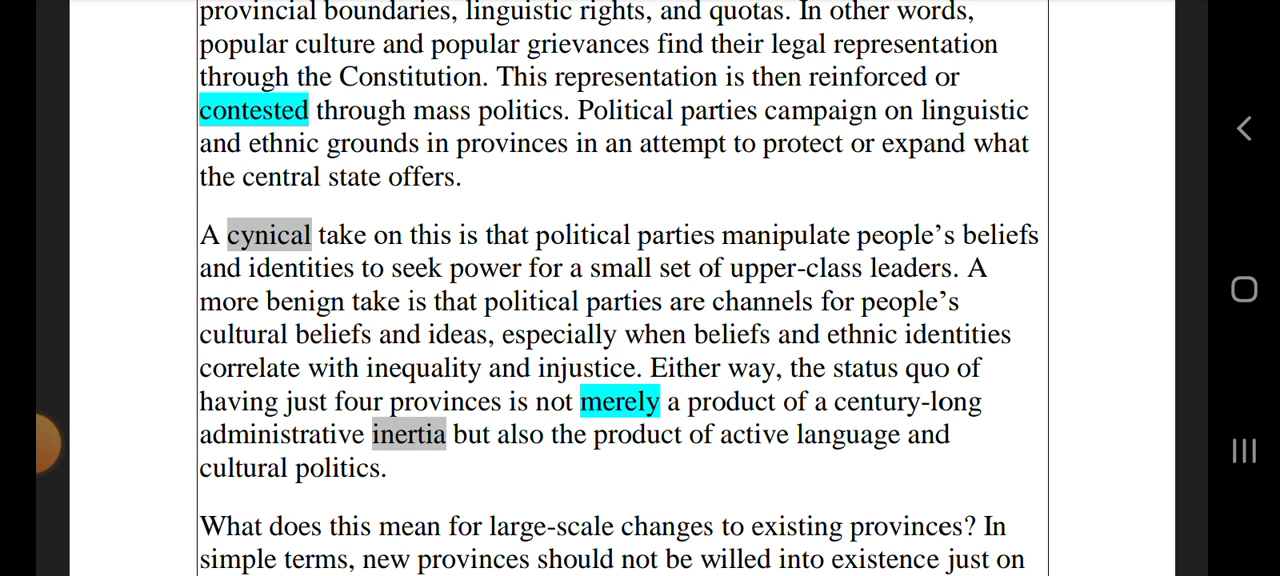 provincial boundaries, linguistic rights, and quotas. In other words,
popular culture and popular grievances find their legal representation
through the Constitution. This representation is then reinforced or
contested through mass politics. Political parties campaign on linguistic
and ethnic grounds in provinces in an attempt to protect or expand what
the central state offers.
A cynical take on this is that political parties manipulate people’s beliefs
and identities to seek power for a small set of upper-class leaders. A
more benign take is that political parties are channels for people’s
cultural beliefs and ideas, especially when beliefs and ethnic identities
correlate with inequality and injustice. Either way, the status quo of
having just four provinces is not merely a product of a century-long
administrative inertia but also the product of active language and
cultural politics.
What does this mean for large-scale changes to existing provinces? In
simple terms, new provinces should not be willed into existence just on